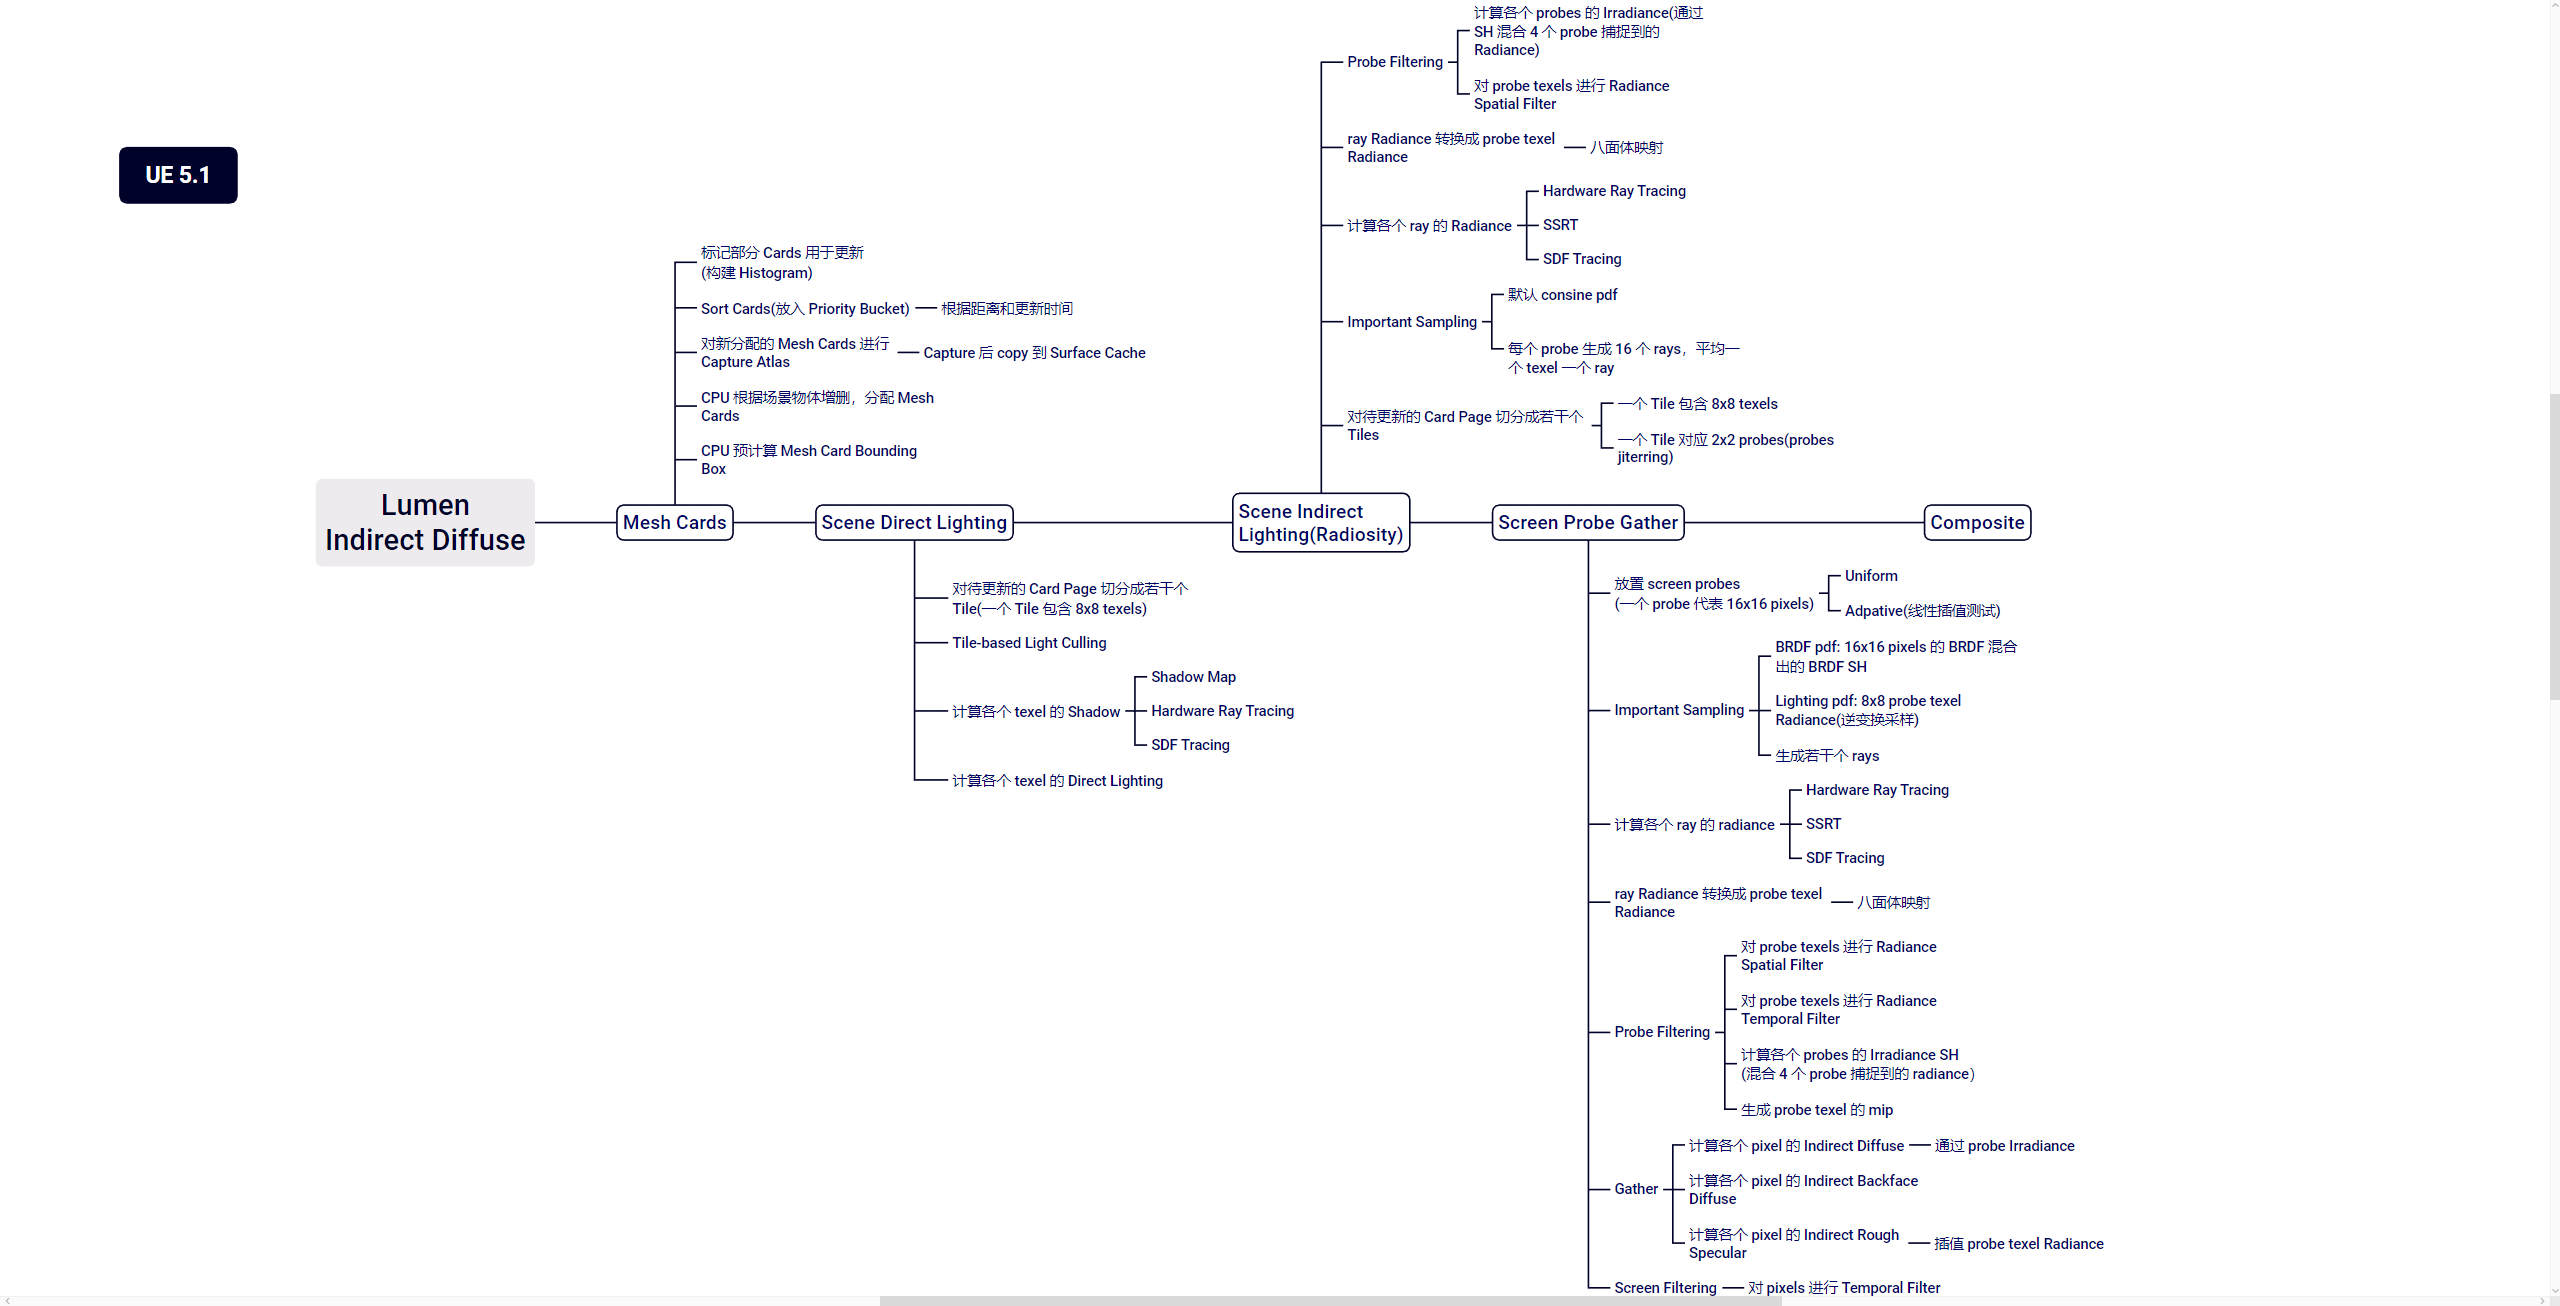 UE 5.1
Lumen
Indirect Diffuse
Mesh Cards
标记部分 Cards 用于更新
(构建 Histogram)
Sort Cards(放入 Priority Bucket)
根据距离和更新时间
对新分配的 Mesh Cards 进行
Capture Atlas
Capture 后 copy 到 Surface Cache
CPU 根据场景物体增删，分配 Mesh
Cards
CPU 预计算 Mesh Card Bounding
Box
Scene Direct Lighting
对待更新的 Card Page 切分成若干个
Tile(一个 Tile 包含 8x8 texels)
Tile-based Light Culling
计算各个 texel 的 Shadow
Shadow Map
Hardware Ray Tracing
SDF Tracing
计算各个 texel 的 Direct Lighting
Scene Indirect
Lighting(Radiosity)
Probe Filtering
计算各个 probes 的 Irradiance(通过
SH 混合 4 个 probe 捕捉到的
Radiance)
对 probe texels 进行 Radiance
Spatial Filter
ray Radiance 转换成 probe texel
Radiance
八面体映射
计算各个 ray 的 Radiance
Hardware Ray Tracing
SSRT
SDF Tracing
Important Sampling
默认 consine pdf
每个 probe 生成 16 个 rays，平均一
个 texel 一个 ray
对待更新的 Card Page 切分成若干个
Tiles
一个 Tile 包含 8x8 texels
一个 Tile 对应 2x2 probes(probes
jiterring)
Screen Probe Gather
放置 screen probes
(一个 probe 代表 16x16 pixels)
Uniform
Adpative(线性插值测试)
Important Sampling
BRDF pdf: 16x16 pixels 的 BRDF 混合
出的 BRDF SH
Lighting pdf: 8x8 probe texel
Radiance(逆变换采样)
生成若干个 rays
计算各个 ray 的 radiance
Hardware Ray Tracing
SSRT
SDF Tracing
ray Radiance 转换成 probe texel
Radiance
八面体映射
Probe Filtering
对 probe texels 进行 Radiance
Spatial Filter
对 probe texels 进行 Radiance
Temporal Filter
计算各个 probes 的 Irradiance SH
(混合 4 个 probe 捕捉到的 radiance）
生成 probe texel 的 mip
Gather
计算各个 pixel 的 Indirect Diffuse
通过 probe Irradiance
计算各个 pixel 的 Indirect Backface
Diffuse
计算各个 pixel 的 Indirect Rough
Specular
插值 probe texel Radiance
Screen Filtering
对 pixels 进行 Temporal Filter
Composite